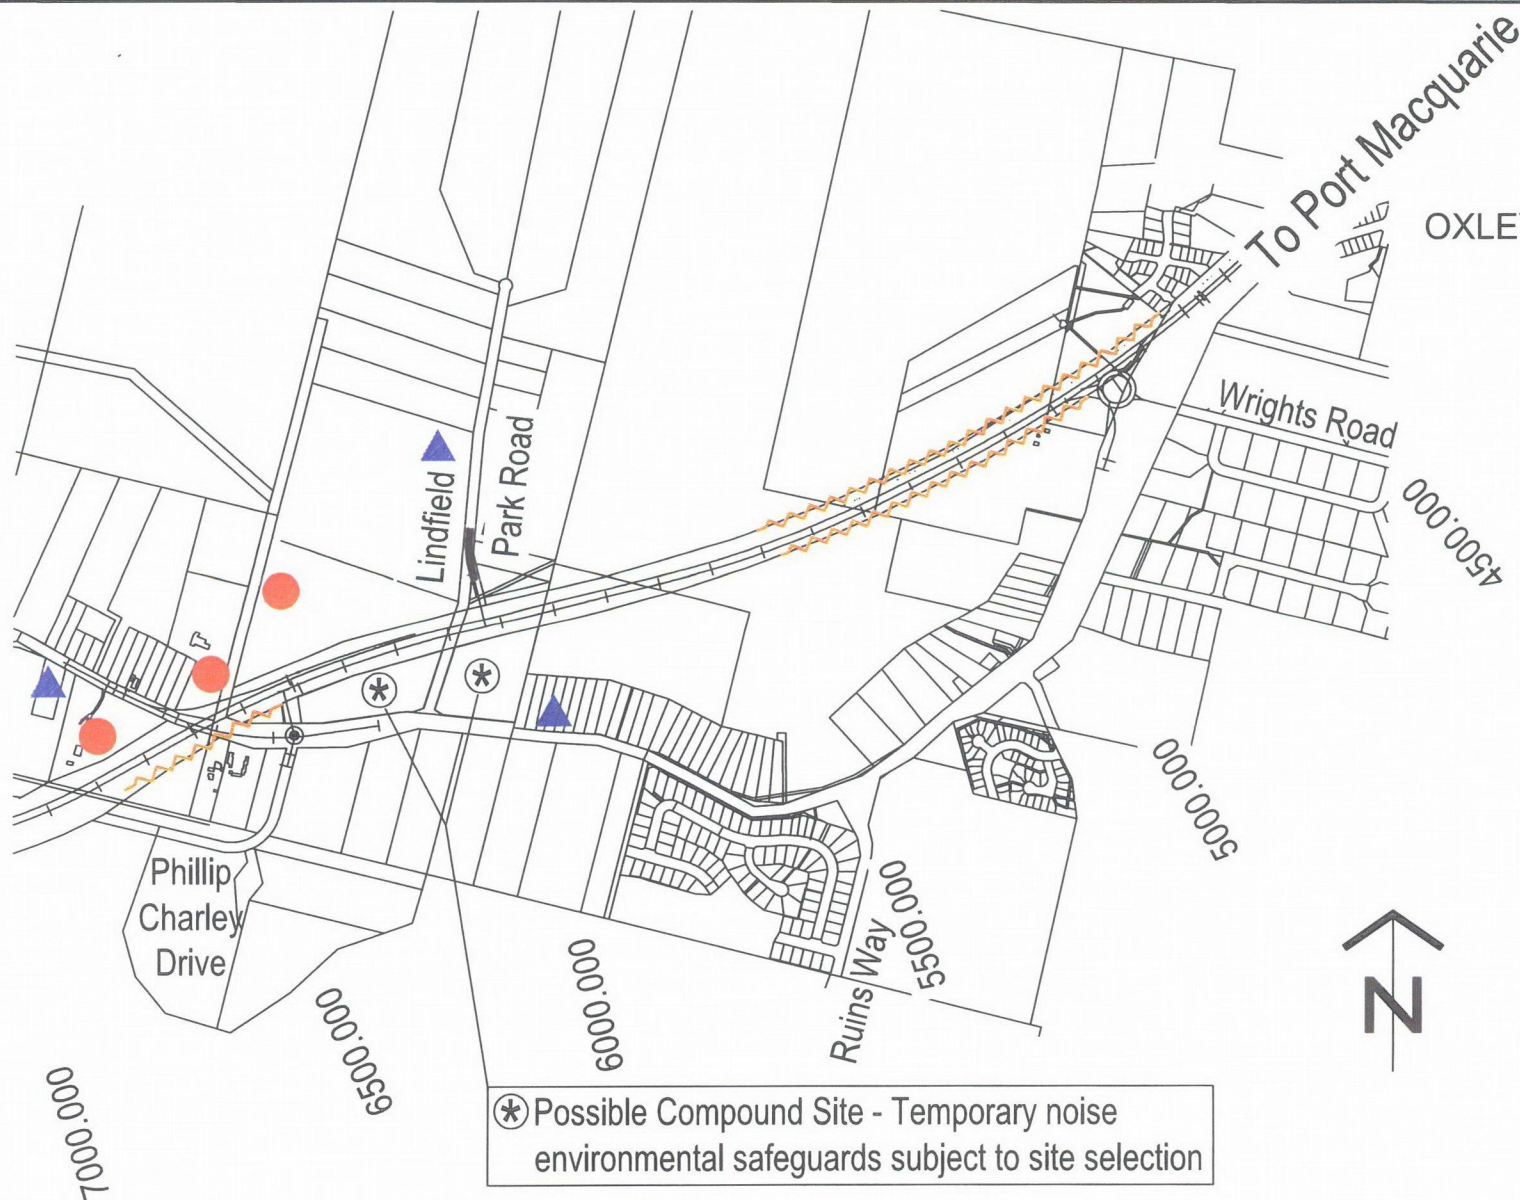 To Port Macquarie
OXLE
Wrights Road
Lindfield
Park Road
4500.000
5000.000
Phillip
Charley
Drive
5500.000
Ruins Way
6000.000
6500.000
7000.000
N
Possible Compound Site - Temporary noise
environmental safeguards subject to site selection